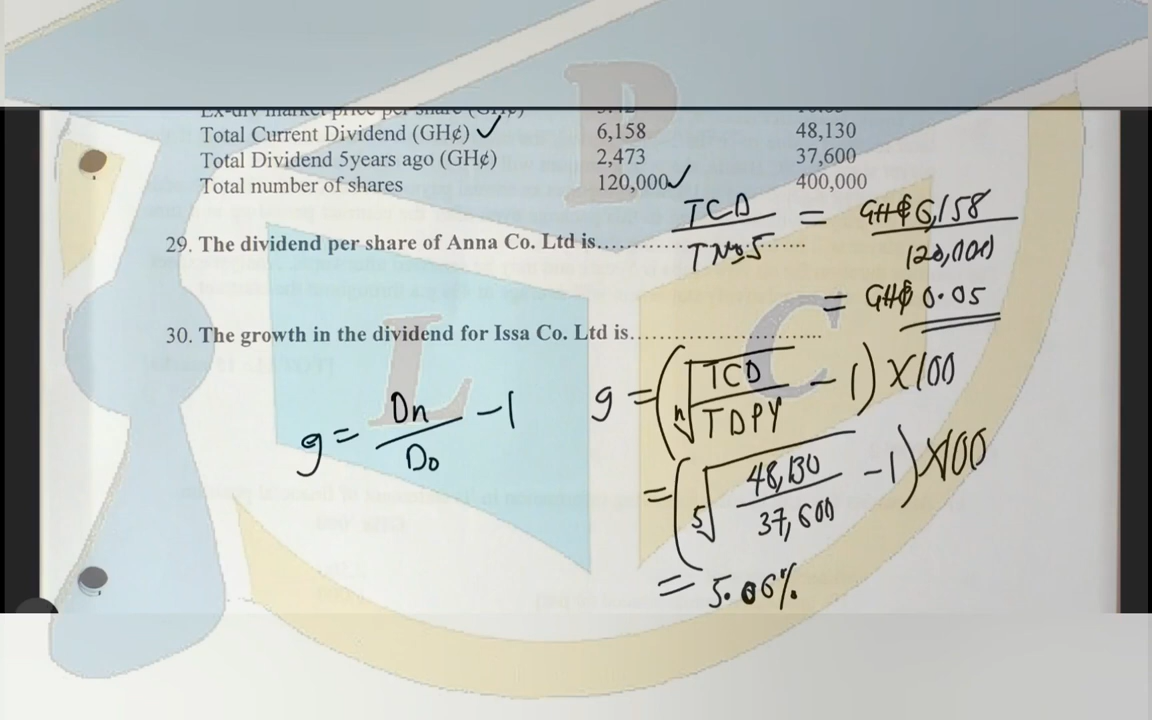 Total Current Dividend (GH¢) ✓ 6,158 48,130
Total Dividend 5years ago (GH¢) 2,473 37,600
Total number of shares 120,000✓ 400,000
29. The dividend per share of Anna Co. Ltd is.....................
TCD / TNoS = GH₵ 6,158 / 120,000
= GH₵ 0.05
30. The growth in the dividend for Issa Co. Ltd is..........................
g = (n√TCD / TDPY - 1) X100
g = Dn / Do - 1
= (5√48,130 / 37,600 - 1) X100
= 5.06%
P
L C